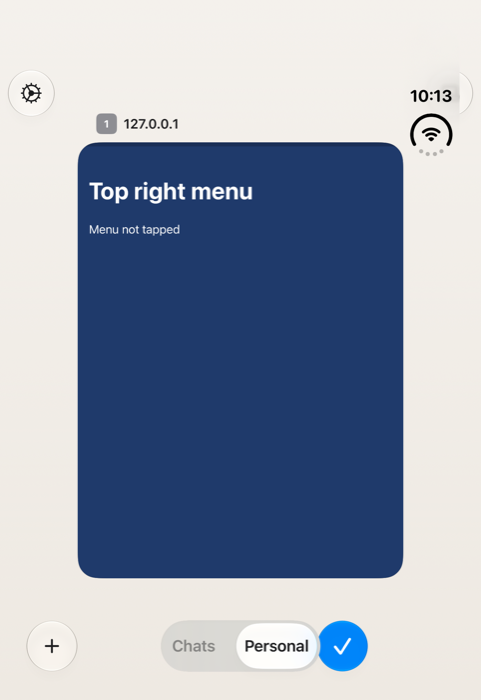 10:13
1 127.0.0.1
Top right menu
Menu not tapped
Chats Personal